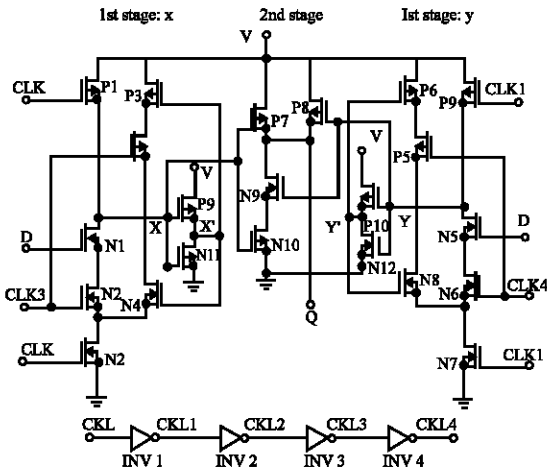 1st stage: x
2nd stage
Ist stage: y
V
CLK
P1
P3
P7
P8
P6
P9
CLK1
P5
V
P9
V
N9
X
X'
Y'
P10
Y
D
N1
N11
N10
N12
N5
D
CLK3
N2
N4
N8
N6
CLK4
Q
CLK
N2
N7
CLK1
CKL
CKL1
CKL2
CKL3
CKL4
INV 1
INV 2
INV 3
INV 4